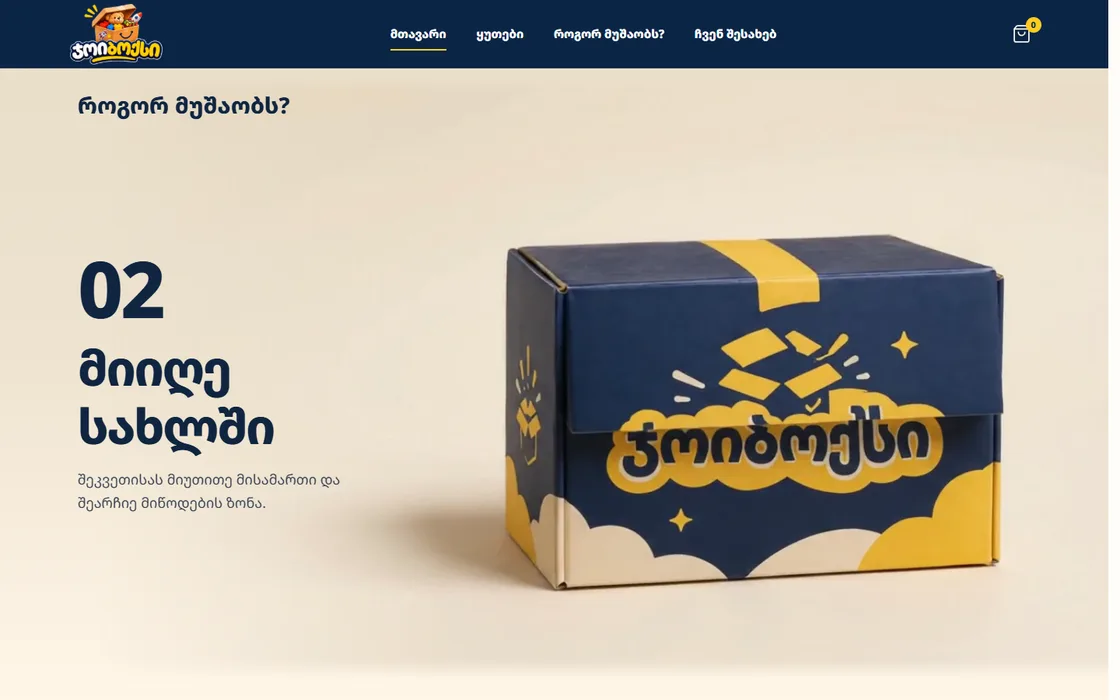 ჯოიბოქსი
მთავარი
ყუთები
როგორ მუშაობს?
ჩვენ შესახებ
0
როგორ მუშაობს?
02
მიიღე
სახლში
შეკვეთისას მიუთითე მისამართი და
შეარჩიე მიწოდების ზონა.
ჯოიბოქსი